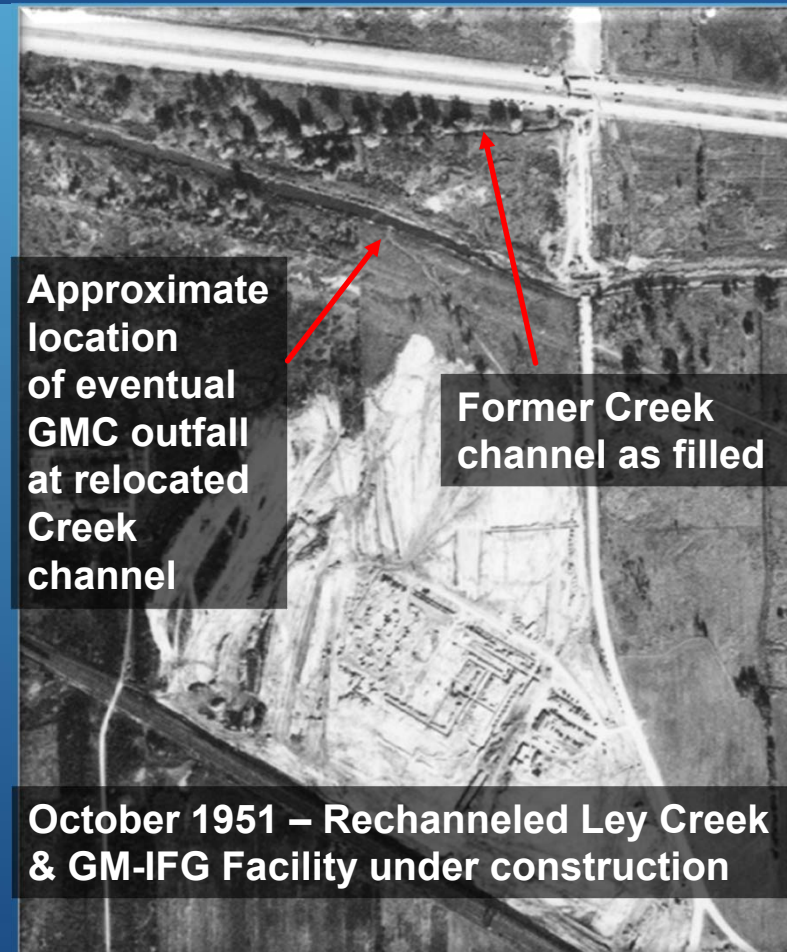 Approximate
location
of eventual
GMC outfall
at relocated
Creek
channel
Former Creek
channel as filled
October 1951 – Rechanneled Ley Creek
& GM-IFG Facility under construction